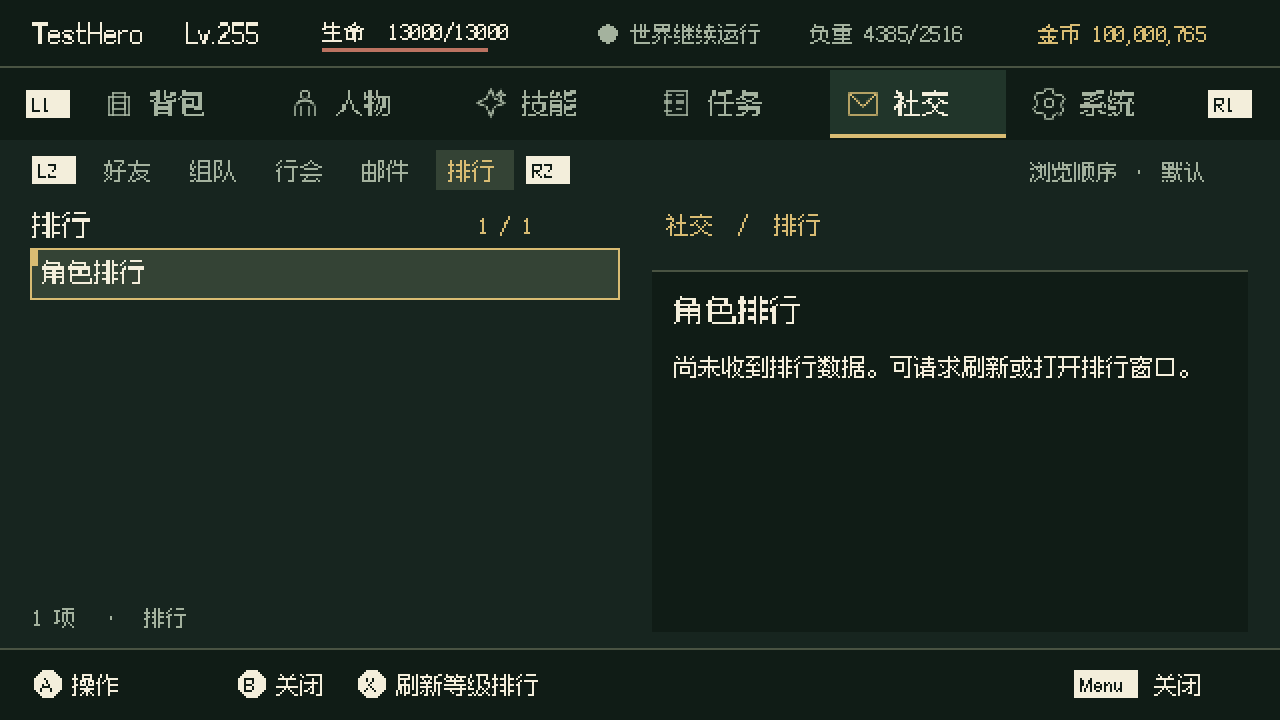 TestHero Lv.255 生命 13000/13000 世界继续运行 负重 4385/2516 金币 100,000,765
L1 背包 人物 技能 任务 社交 系统 R1
L2 好友 组队 行会 邮件 排行 R2 浏览顺序 · 默认
排行 1 / 1 社交 / 排行
角色排行
角色排行
尚未收到排行数据。可请求刷新或打开排行窗口。
1 项 · 排行
A 操作 B 关闭 X 刷新等级排行 Menu 关闭